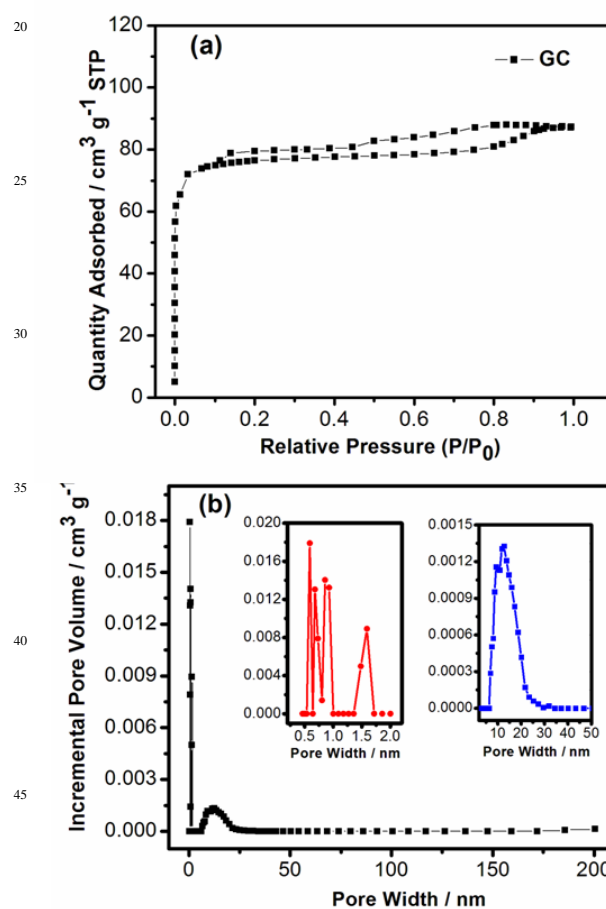 20
25
30
35
40
45
(a)
GC
120
100
80
60
40
20
0
Quantity Adsorbed / cm³ g⁻¹ STP
0.0 0.2 0.4 0.6 0.8 1.0
Relative Pressure (P/P₀)
(b)
0.018
0.015
0.012
0.009
0.006
0.003
0.000
Incremental Pore Volume / cm³ g⁻¹
0.020
0.016
0.012
0.008
0.004
0.000
0.5 1.0 1.5 2.0
Pore Width / nm
0.0015
0.0012
0.0009
0.0006
0.0003
0.0000
10 20 30 40 50
Pore Width / nm
0 50 100 150 200
Pore Width / nm